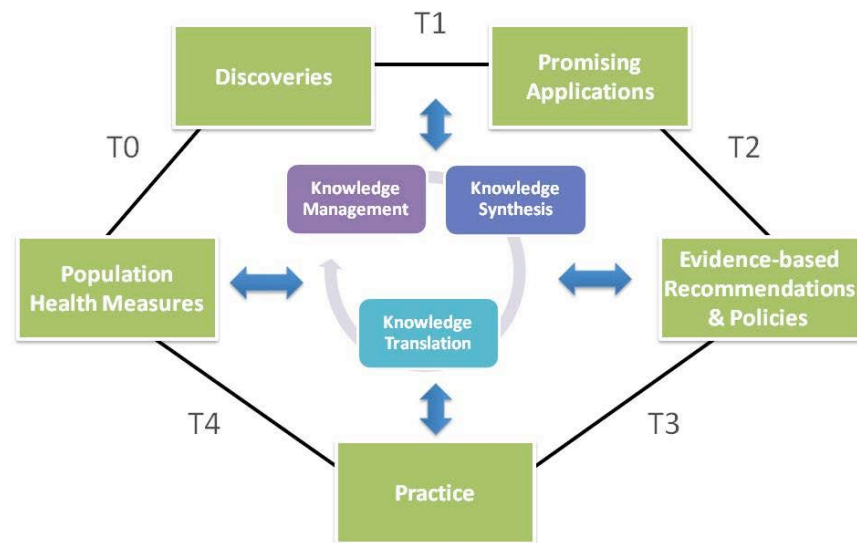 T1
Discoveries
Promising
Applications
T0
T2
Knowledge
Management
Knowledge
Synthesis
Population
Health Measures
Evidence-based
Recommendations
& Policies
Knowledge
Translation
T4
T3
Practice